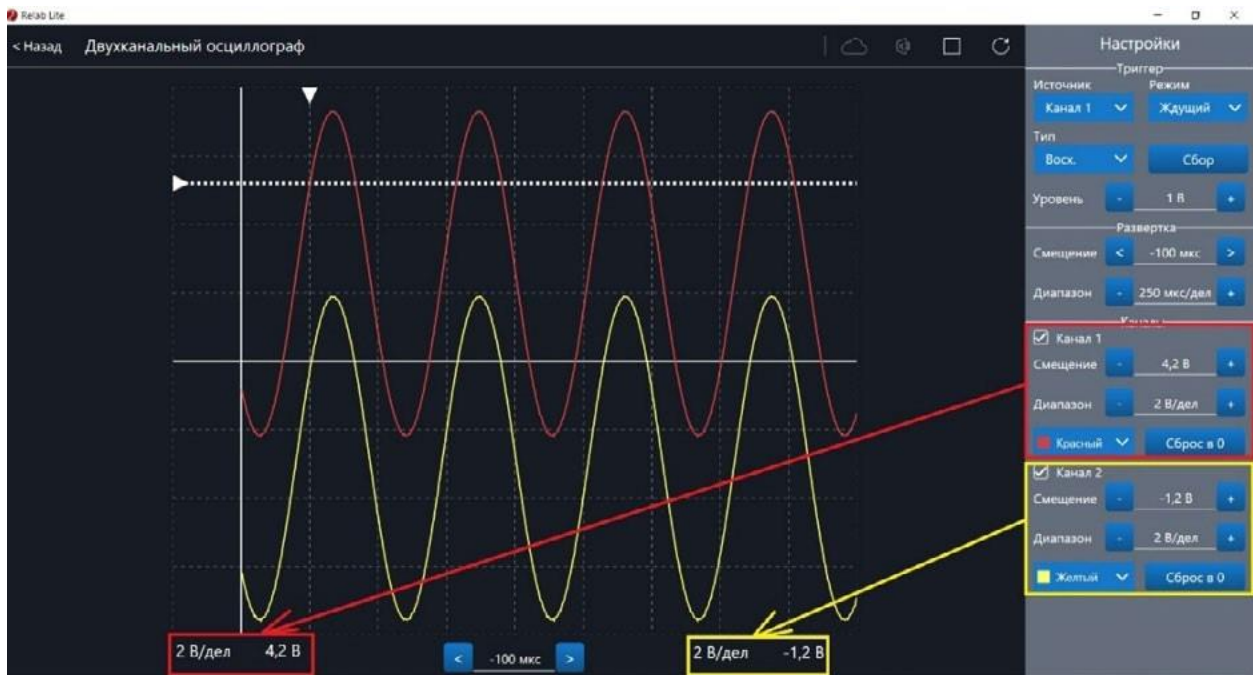 Relab Lite
< Назад Двухканальный осциллограф
Настройки
Триггер
Источник Режим
Канал 1 Ждущий
Тип
Восх. Сбор
Уровень - 1 В +
Развертка
Смещение < -100 мкс >
Диапазон - 250 мкс/дел +
Каналы
Канал 1
Смещение - 4,2 В +
Диапазон - 2 В/дел +
Красный Сброс в 0
Канал 2
Смещение - -1,2 В +
Диапазон - 2 В/дел +
Желтый Сброс в 0
2 В/дел 4,2 В < -100 мкс > 2 В/дел -1,2 В